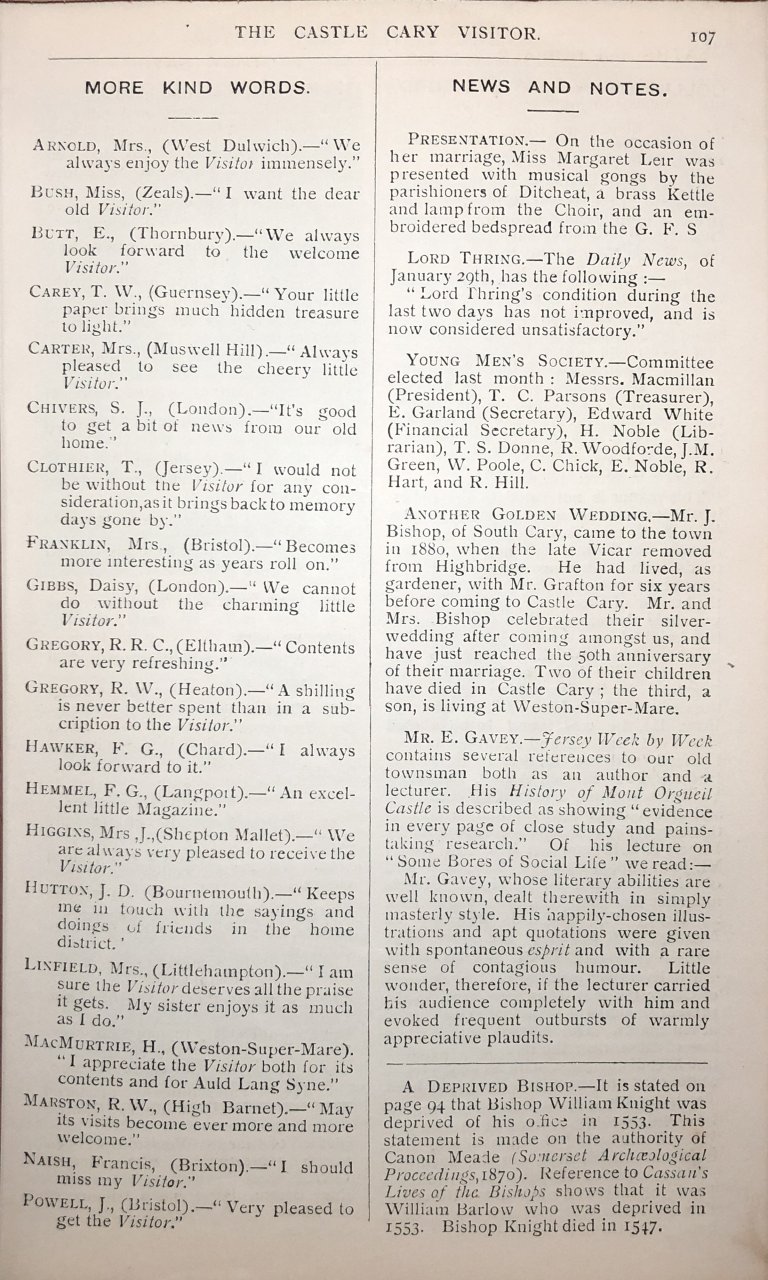 THE CASTLE CARY VISITOR.
107
MORE KIND WORDS.
ARNOLD, Mrs., (West Dulwich).—"We
always enjoy the Visitor immensely."
BUSH, Miss, (Zeals).—"I want the dear
old Visitor."
BUTT, E., (Thornbury).—"We always
look forward to the welcome
Visitor."
CAREY, T. W., (Guernsey).—"Your little
paper brings much hidden treasure
to light."
CARTER, Mrs., (Muswell Hill).—"Always
pleased to see the cheery little
Visitor."
CHIVERS, S. J., (London).—"It's good
to get a bit of news from our old
home."
CLOTHIER, T., (Jersey).—"I would not
be without the Visitor for any con-
sideration,as it brings back to memory
days gone by."
FRANKLIN, Mrs., (Bristol).—"Becomes
more interesting as years roll on."
GIBBS, Daisy, (London).—"We cannot
do without the charming little
Visitor."
GREGORY, R. R. C., (Eltham).—"Contents
are very refreshing."
GREGORY, R. W., (Heaton).—"A shilling
is never better spent than in a sub-
cription to the Visitor."
HAWKER, F. G., (Chard).—"I always
look forward to it."
HEMMEL, F. G., (Langport).—"An excel-
lent little Magazine."
HIGGINS, Mrs ,J.,(Shepton Mallet).—"We
are always very pleased to receive the
Visitor."
HUTTON, J. D. (Bournemouth).—"Keeps
me in touch with the sayings and
doings of friends in the home
district.'
LINFIELD, Mrs., (Littlehampton).—"I am
sure the Visitor deserves all the praise
it gets. My sister enjoys it as much
as I do."
MACMURTRIE, H., (Weston-Super-Mare).
"I appreciate the Visitor both for its
contents and for Auld Lang Syne."
MARSTON, R. W., (High Barnet).—"May
its visits become ever more and more
welcome."
NAISH, Francis, (Brixton).—"I should
miss my Visitor."
POWELL, J., (Bristol).—"Very pleased to
get the Visitor."
NEWS AND NOTES.
PRESENTATION.— On the occasion of
her marriage, Miss Margaret Leir was
presented with musical gongs by the
parishioners of Ditcheat, a brass Kettle
and lamp from the Choir, and an em-
broidered bedspread from the G. F. S
LORD THRING.—The Daily News, of
January 29th, has the following :—
"Lord Thring's condition during the
last two days has not improved, and is
now considered unsatisfactory."
YOUNG MEN'S SOCIETY.—Committee
elected last month : Messrs. Macmillan
(President), T. C. Parsons (Treasurer),
E. Garland (Secretary), Edward White
(Financial Secretary), H. Noble (Lib-
rarian), T. S. Donne, R. Woodforde, J.M.
Green, W. Poole, C. Chick, E. Noble, R.
Hart, and R. Hill.
ANOTHER GOLDEN WEDDING.—Mr. J.
Bishop, of South Cary, came to the town
in 1880, when the late Vicar removed
from Highbridge. He had lived, as
gardener, with Mr. Grafton for six years
before coming to Castle Cary. Mr. and
Mrs. Bishop celebrated their silver-
wedding after coming amongst us, and
have just reached the 50th anniversary
of their marriage. Two of their children
have died in Castle Cary ; the third, a
son, is living at Weston-Super-Mare.
MR. E. GAVEY.—Jersey Week by Week
contains several references to our old
townsman both as an author and a
lecturer. His History of Mont Orgueil
Castle is described as showing "evidence
in every page of close study and pains-
taking research." Of his lecture on
"Some Bores of Social Life" we read:—
Mr. Gavey, whose literary abilities are
well known, dealt therewith in simply
masterly style. His happily-chosen illus-
trations and apt quotations were given
with spontaneous esprit and with a rare
sense of contagious humour. Little
wonder, therefore, if the lecturer carried
his audience completely with him and
evoked frequent outbursts of warmly
appreciative plaudits.
A DEPRIVED BISHOP.—It is stated on
page 94 that Bishop William Knight was
deprived of his office in 1553. This
statement is made on the authority of
Canon Meade (Somerset Archæological
Proceedings, 1870). Reference to Cassan's
Lives of the Bishops shows that it was
William Barlow who was deprived in
1553. Bishop Knight died in 1547.